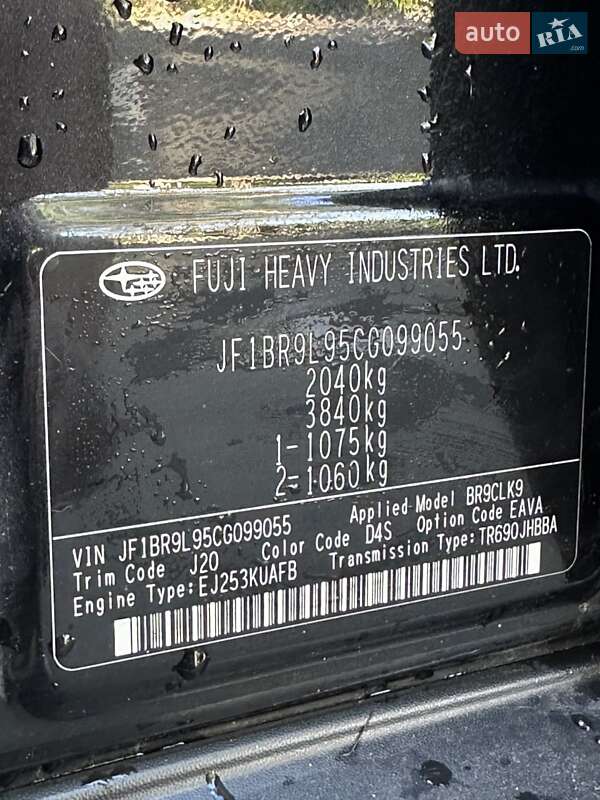 auto RIA.com
FUJI HEAVY INDUSTRIES LTD.
JF1BR9L95CG099055
2040kg
3840kg
1-1075kg
2-1060kg
VIN JF1BR9L95CG099055 Applied Model BR9CLK9
Trim Code J20 Color Code D4S Option Code EAVA
Engine Type: EJ253KUAFB Transmission Type: TR690JHBBA